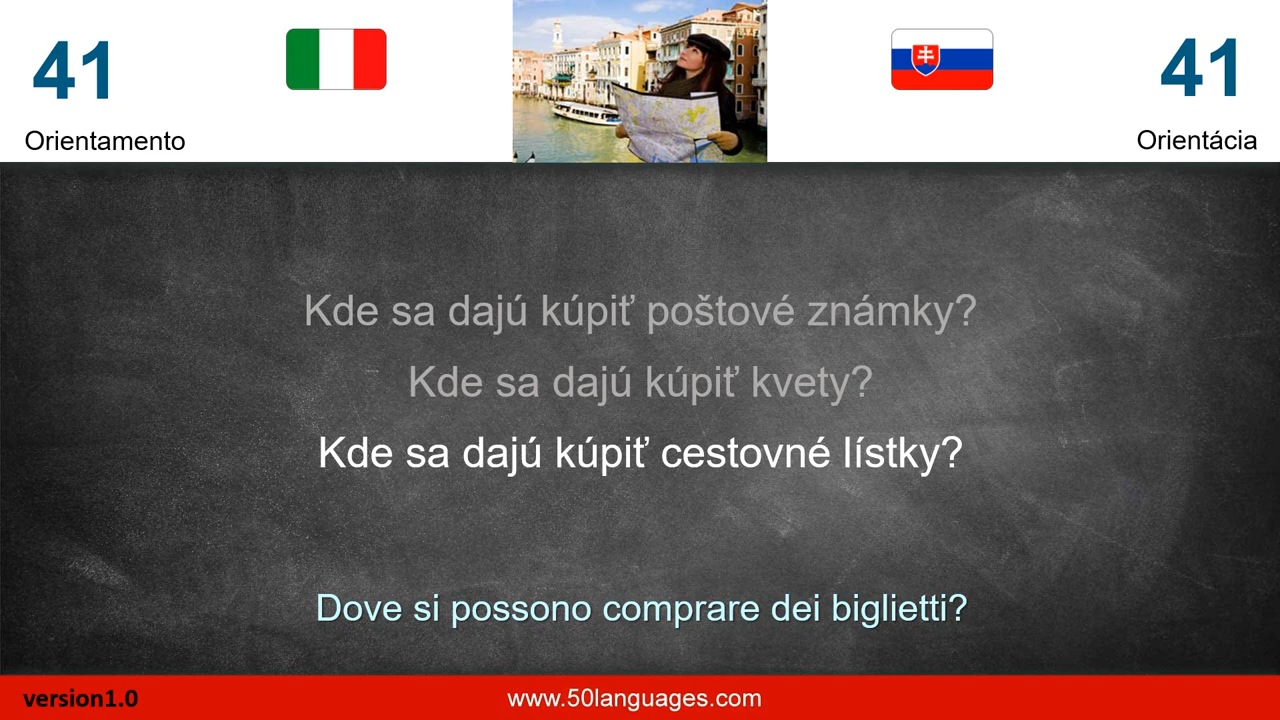 41
41
Orientamento
Orientácia
Kde sa dajú kúpiť poštové známky?
Kde sa dajú kúpiť kvety?
Kde sa dajú kúpiť cestovné lístky?
Dove si possono comprare dei biglietti?
version1.0
www.50languages.com